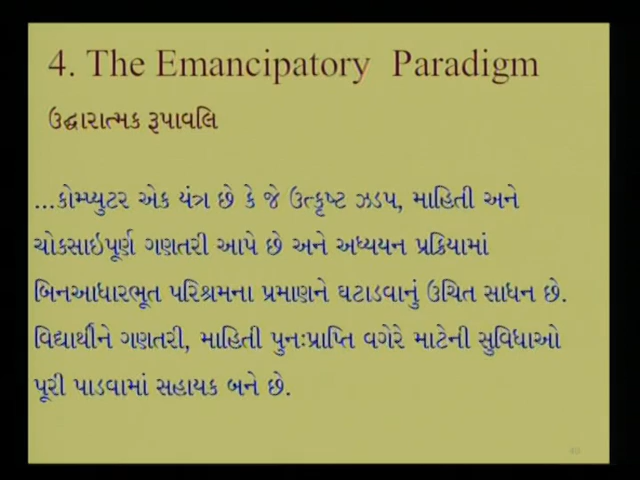 4. The Emancipatory Paradigm
ઉદ્ધારાત્મક રૂપાવલિ
...કોમ્પ્યુટર એક યંત્ર છે કે જે ઉત્કૃષ્ટ ઝડપ, માહિતી અને
ચોકસાઇપૂર્ણ ગણતરી આપે છે અને અધ્યયન પ્રક્રિયામાં
બિનઆધારભૂત પરિશ્રમના પ્રમાણને ઘટાડવાનું ઉચિત સાધન છે.
વિદ્યાર્થીને ગણતરી, માહિતી પુનઃપ્રાપ્તિ વગેરે માટેની સુવિધાઓ
પૂરી પાડવામાં સહાયક બને છે.